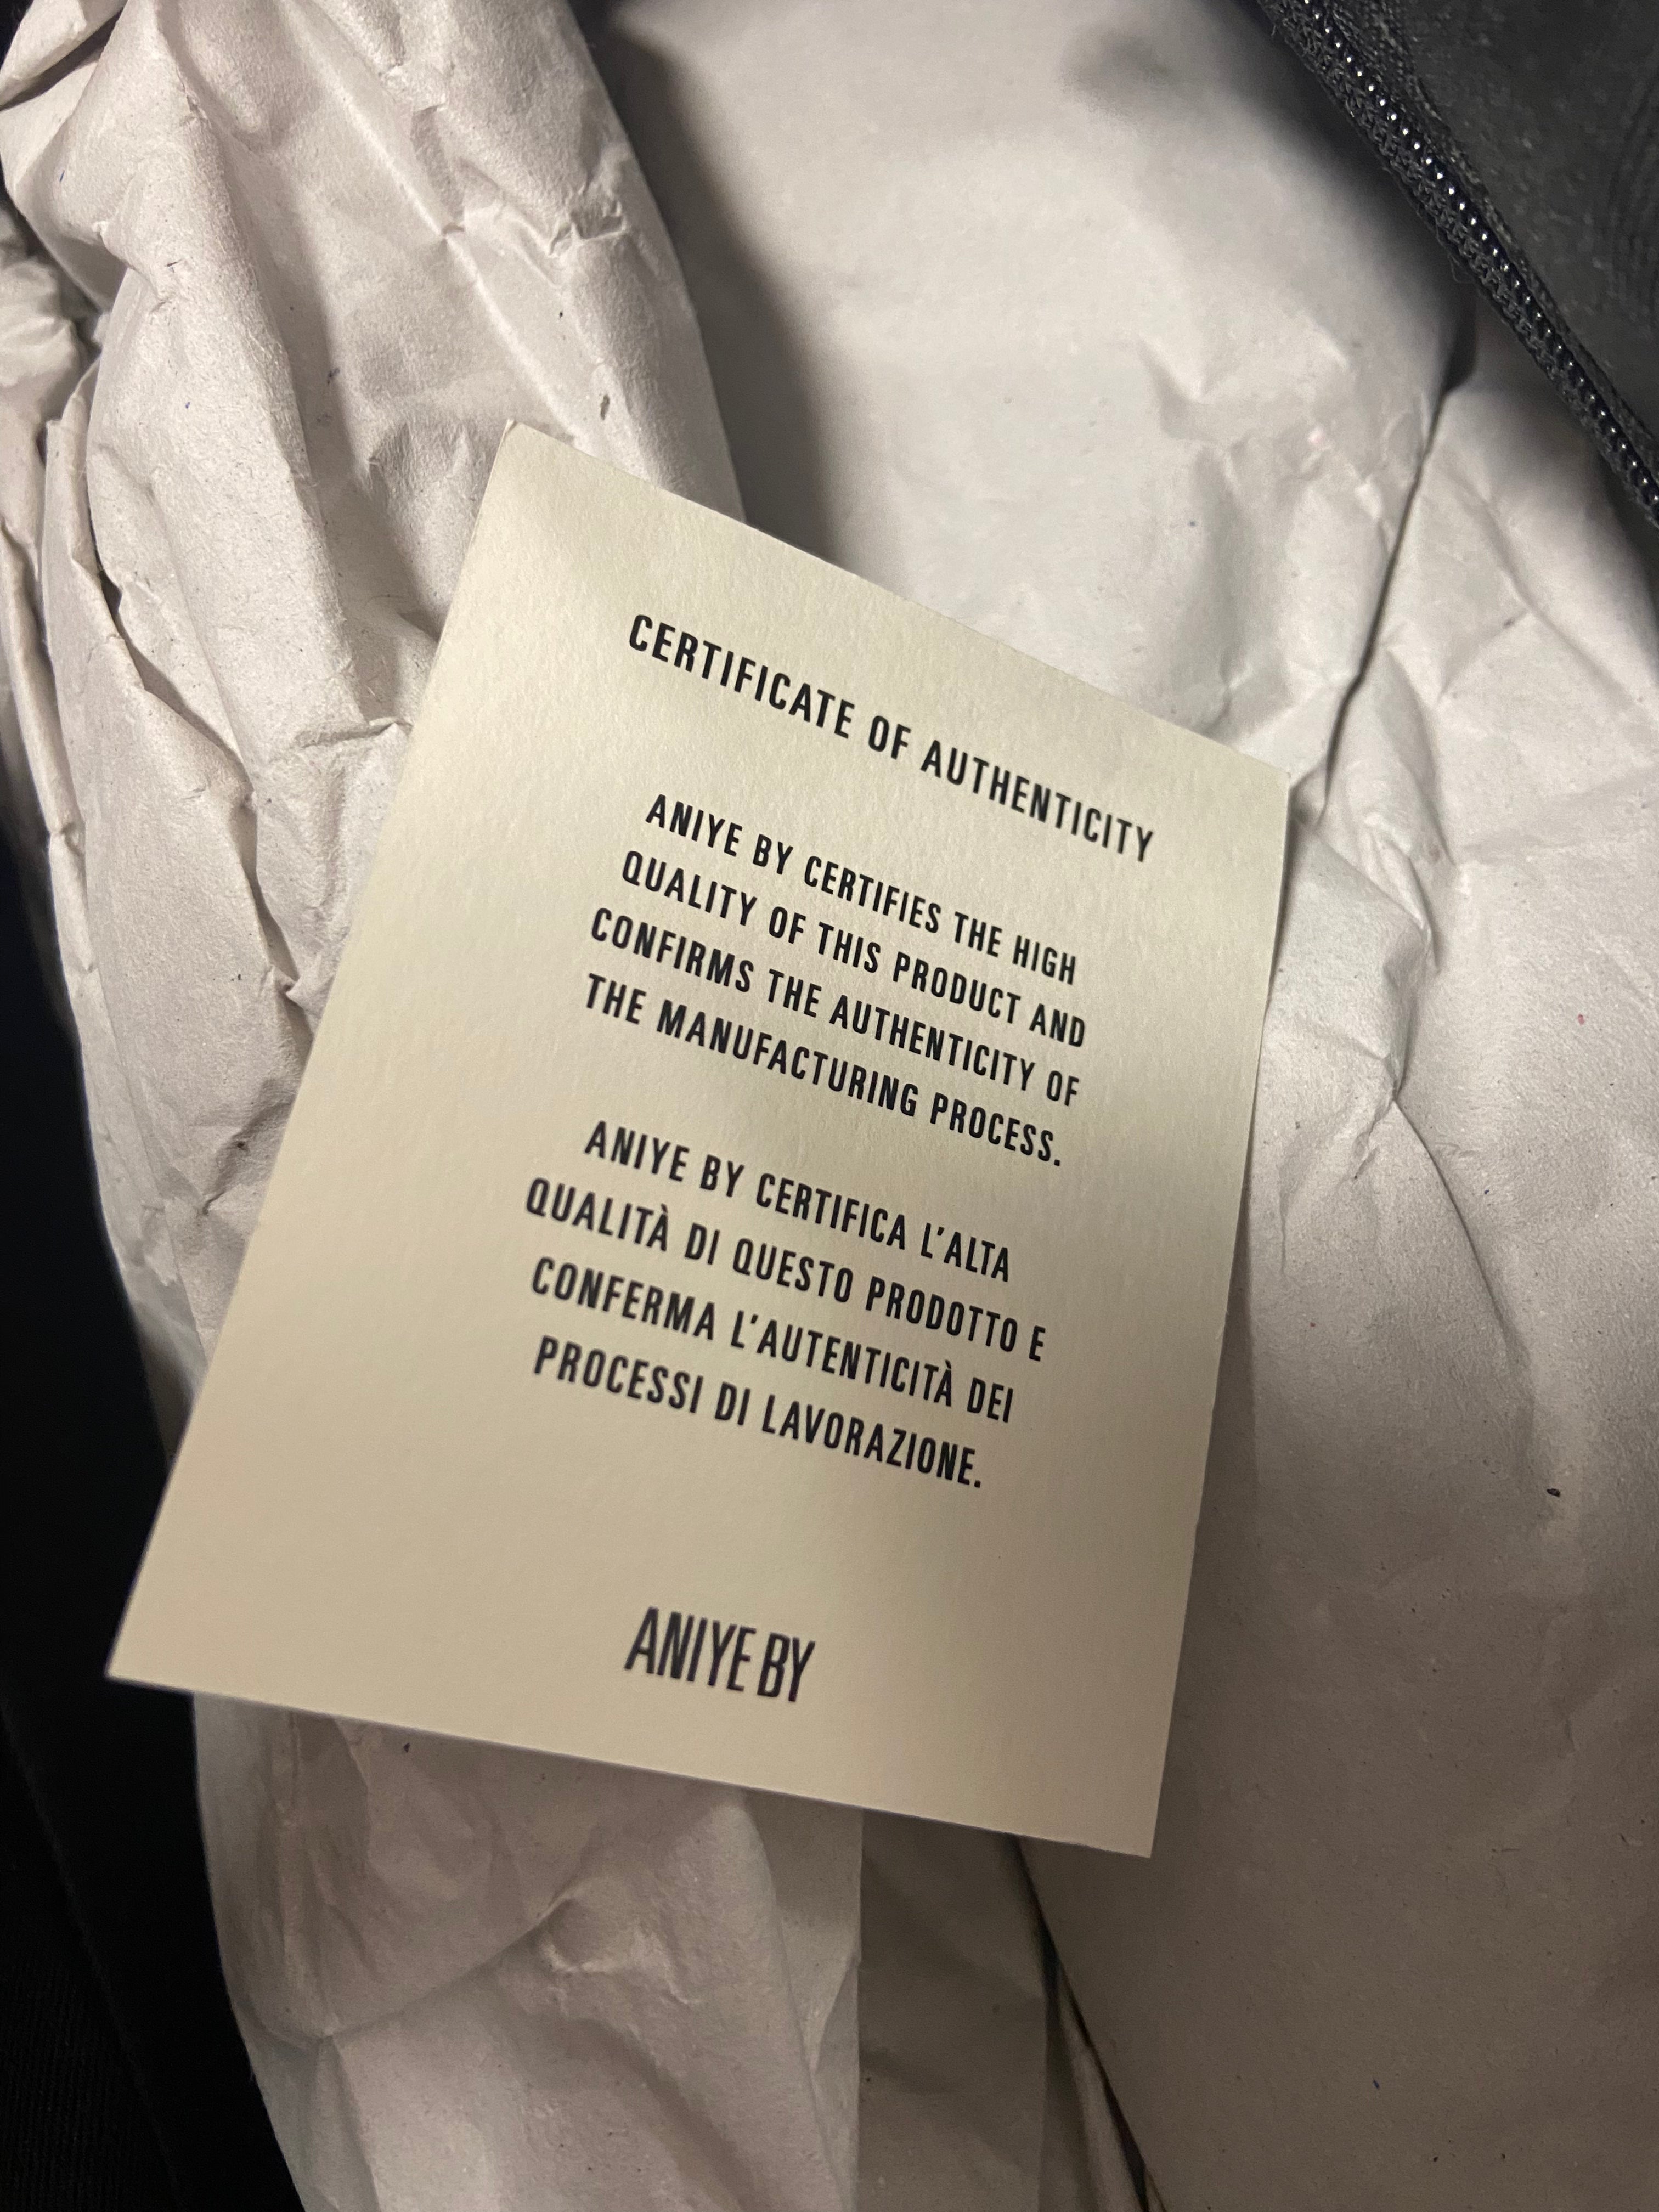 CERTIFICATE OF AUTHENTICITY
ANIYE BY CERTIFIES THE HIGH
QUALITY OF THIS PRODUCT AND
CONFIRMS THE AUTHENTICITY OF
THE MANUFACTURING PROCESS.
ANIYE BY CERTIFICA L'ALTA
QUALITÀ DI QUESTO PRODOTTO E
CONFERMA L'AUTENTICITÀ DEI
PROCESSI DI LAVORAZIONE.
ANIYE BY